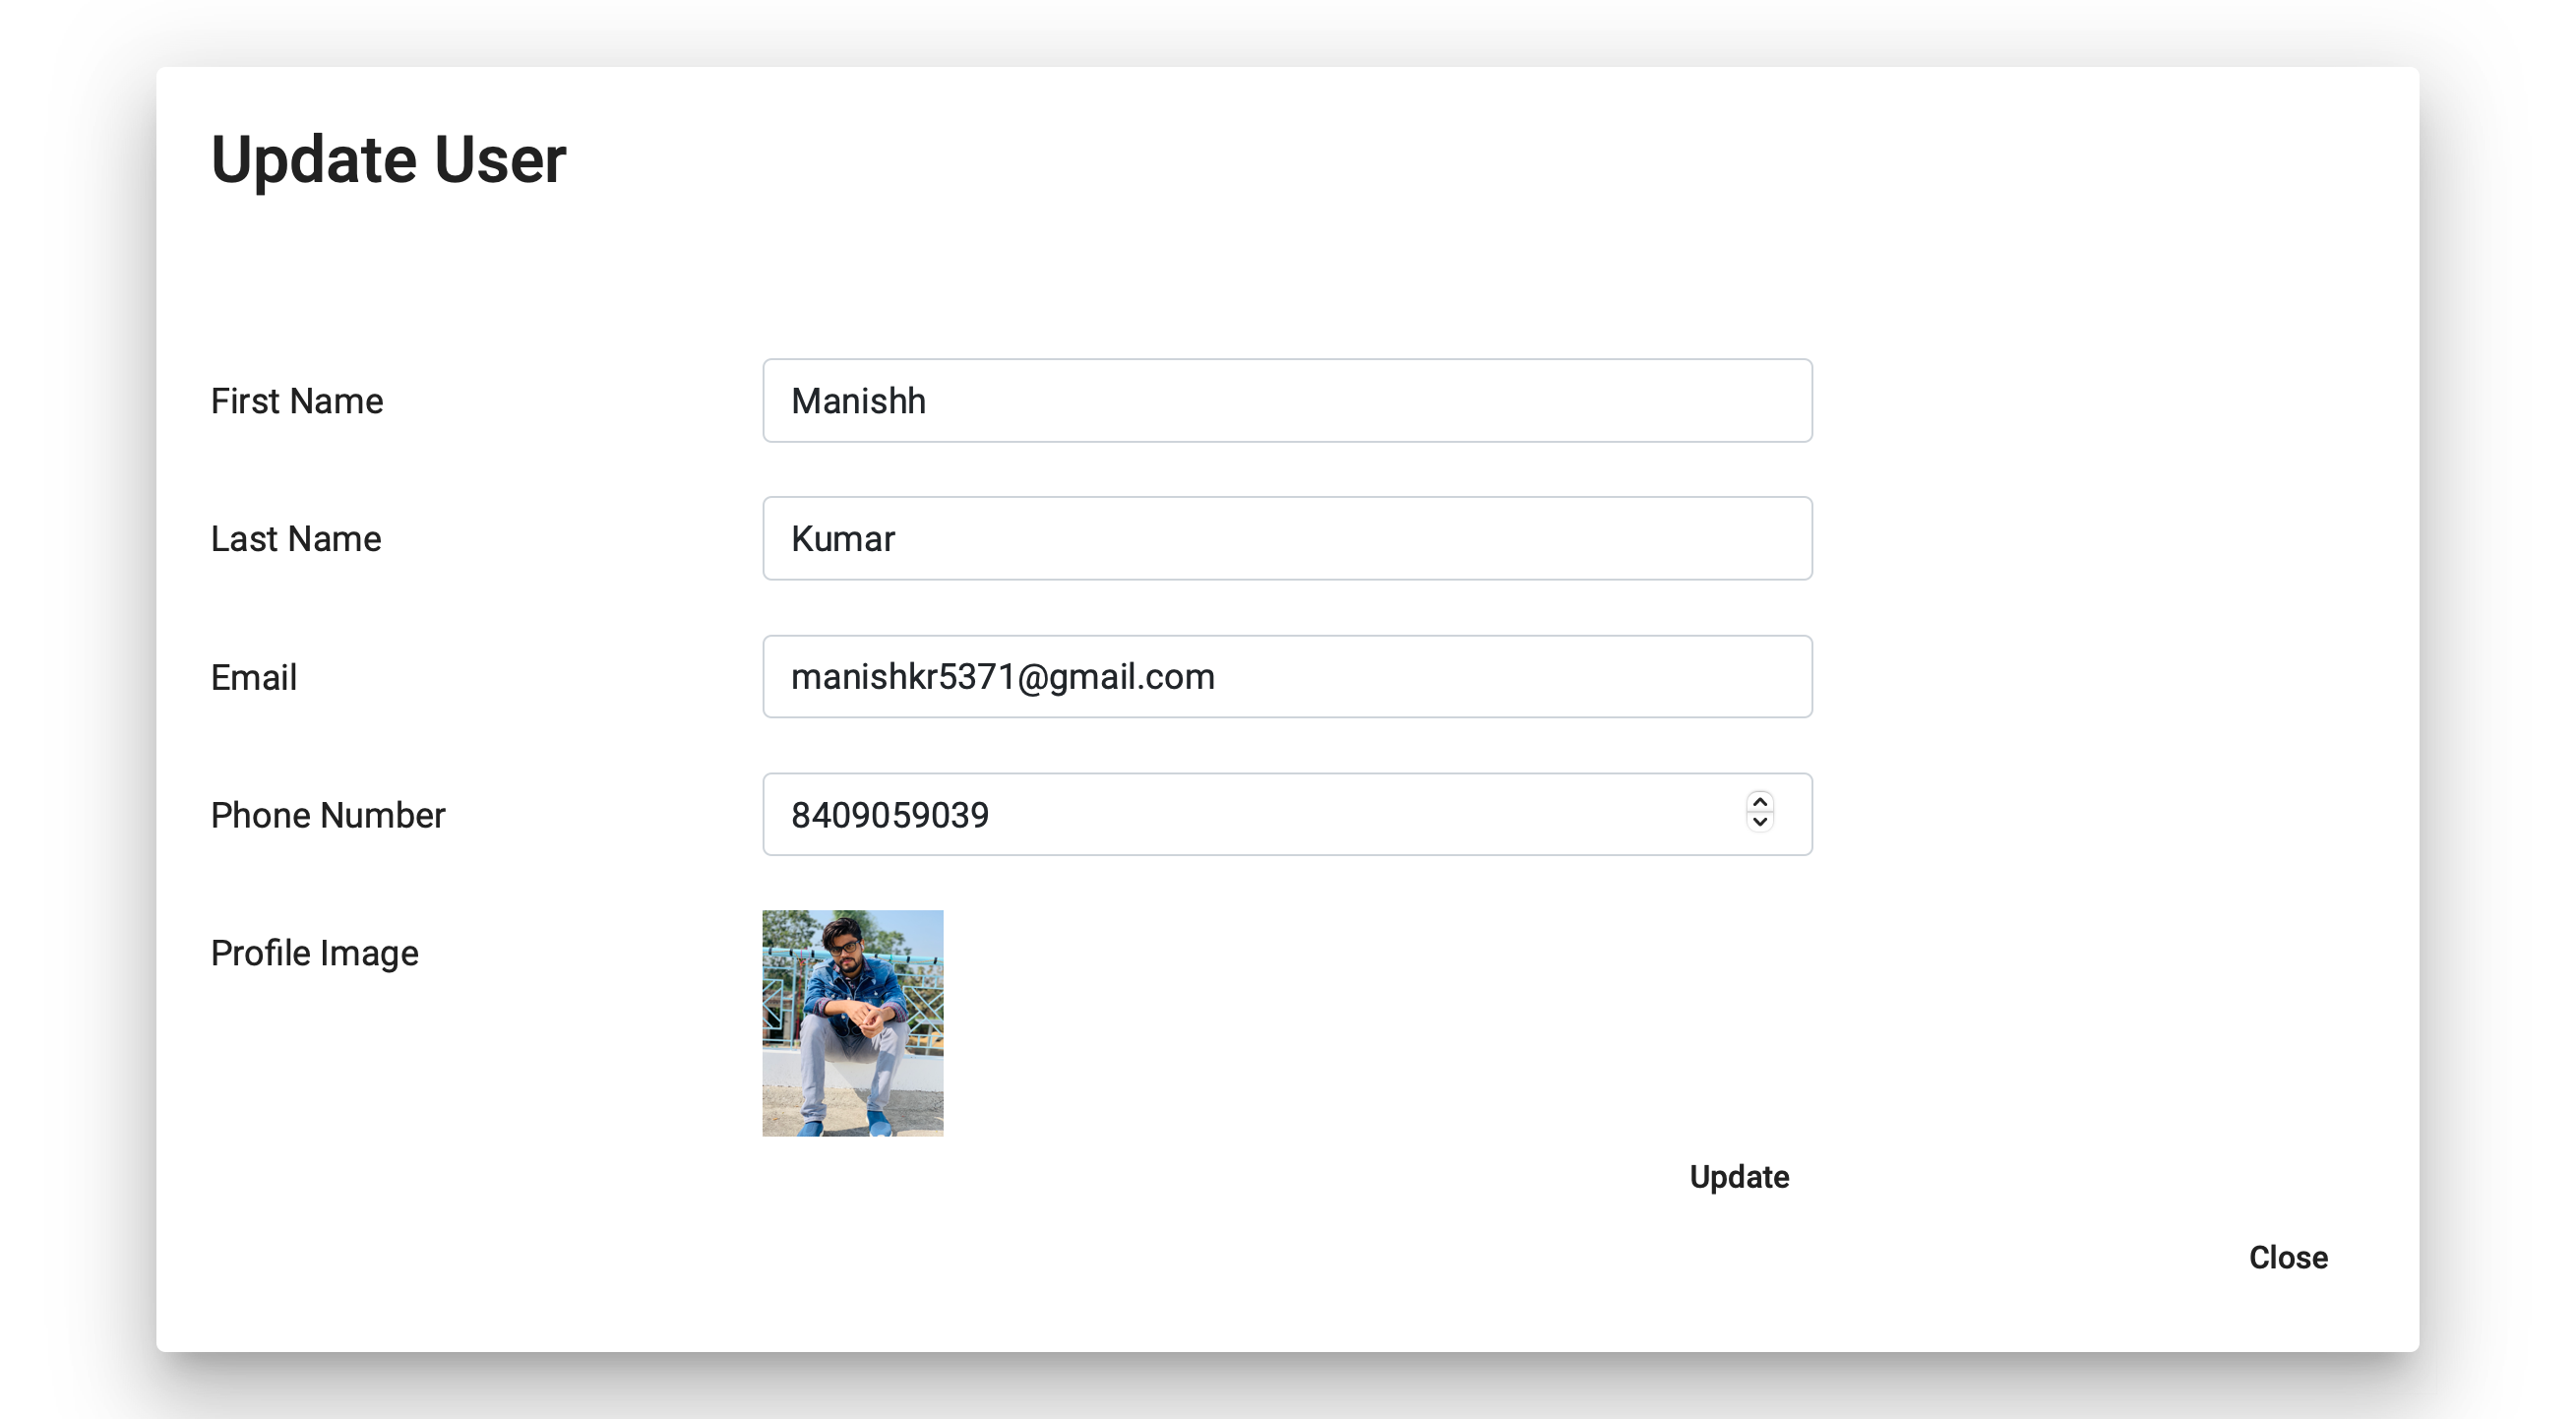 Update User
First Name
Manishh
Last Name
Kumar
Email
manishkr5371@gmail.com
Phone Number
8409059039
Profile Image
Update
Close